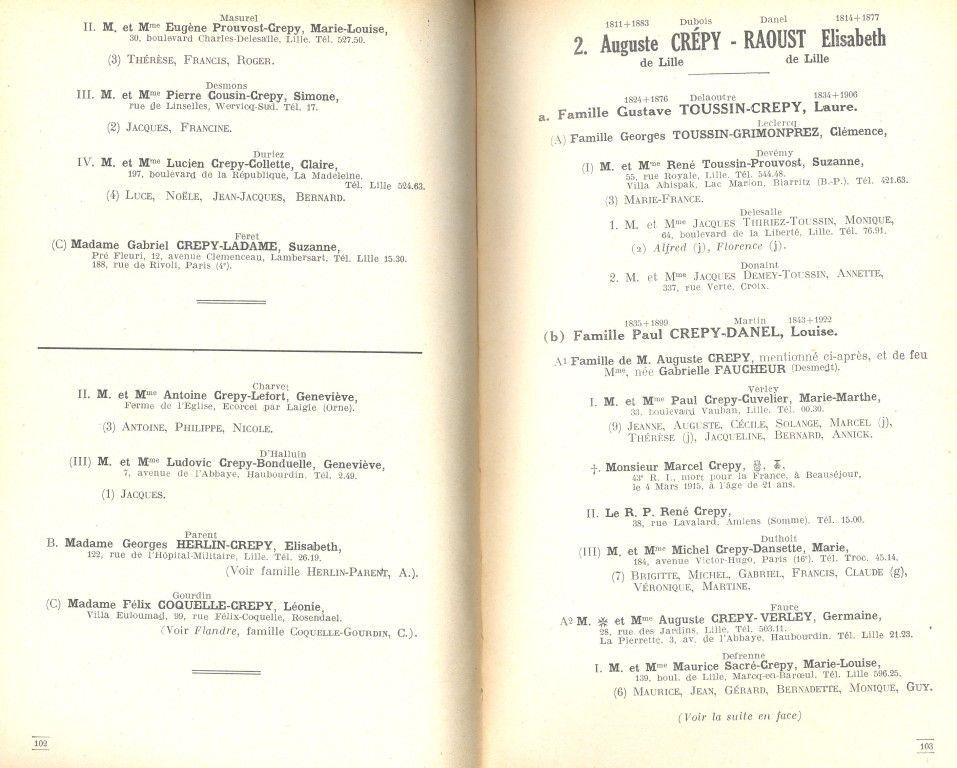 Masurel
II. M. et Mme Eugène Prouvost-Crepy, Marie-Louise,
30, boulevard Charles-Delesalle, Lille. Tél. 527.50.
(3) THÉRÈSE, FRANCIS, ROGER.
Desmons
III. M. et Mme Pierre Cousin-Crepy, Simone,
rue de Linselles, Wervicq-Sud. Tél. 17.
(2) JACQUES, FRANCINE.
Duriez
IV. M. et Mme Lucien Crepy-Collette, Claire,
197, boulevard de la République, La Madeleine.
Tél. Lille 524.63.
(4) LUCE, NOËLE, JEAN-JACQUES, BERNARD.
Feret
(C) Madame Gabriel CREPY-LADAME, Suzanne,
Pré Fleuri, 12, avenue Clémenceau, Lambersart. Tél. Lille 15.30.
188, rue de Rivoli, Paris (4e).
Charvet
II. M. et Mme Antoine Crepy-Lefort, Geneviève,
Ferme de l'Eglise, Ecorcei par Laigle (Orne).
(3) ANTOINE, PHILIPPE, NICOLE.
D'Halluin
(III) M. et Mme Ludovic Crepy-Bonduelle, Geneviève,
7, avenue de l'Abbaye, Haubourdin. Tél. 2.49.
(1) JACQUES.
Parent
B. Madame Georges HERLIN-CREPY, Elisabeth,
122, rue de l'Hôpital-Militaire, Lille. Tél. 26.19.
(Voir famille HERLIN-PARENT, A.).
Gourdin
(C) Madame Félix COQUELLE-CREPY, Léonie,
Villa Euloumad, 99, rue Félix-Coquelle, Rosendael.
(Voir Flandre, famille COQUELLE-GOURDIN, C.).
102
1811+1883 Dubois Danel 1814+1877
2. Auguste CRÉPY - RAOUST Elisabeth
de Lille de Lille
1824+1876 Delaoutre 1834+1906
a. Famille Gustave TOUSSIN-CREPY, Laure.
Leclercq
(A) Famille Georges TOUSSIN-GRIMONPREZ, Clémence,
Devémy
(I) M. et Mme René Toussin-Prouvost, Suzanne,
55, rue Royale, Lille. Tél. 544.48.
Villa Ahispak, Lac Marion, Biarritz (B.-P.). Tél. 421.63.
(3) MARIE-FRANCE.
Delesalle
1. M. et Mme JACQUES THIRIEZ-TOUSSIN, MONIQUE,
64, boulevard de la Liberté, Lille. Tél. 76.91.
(2) Alfred (j), Florence (j).
Donaint
2. M. et Mme JACQUES DEMEY-TOUSSIN, ANNETTE,
337, rue Verte, Croix.
1835+1899 Martin 1843+1922
(b) Famille Paul CREPY-DANEL, Louise.
A1 Famille de M. Auguste CREPY, mentionné ci-après, et de feu
Mme, née Gabrielle FAUCHEUR (Desmedt).
Verley
I. M. et Mme Paul Crepy-Cuvelier, Marie-Marthe,
33, boulevard Vauban, Lille. Tél. 00.30.
(9) JEANNE, AUGUSTE, CÉCILE, SOLANGE, MARCEL (j),
THÉRÈSE (j), JACQUELINE, BERNARD, ANNICK.
†. Monsieur Marcel Crepy,
43e R. I., mort pour la France, à Beauséjour,
le 4 Mars 1915, à l'âge de 21 ans.
II. Le R. P. René Crepy,
38, rue Lavalard, Amiens (Somme). Tél. 15.00.
Duthoit
(III) M. et Mme Michel Crepy-Dansette, Marie,
184, avenue Victor-Hugo, Paris (16e). Tél. Troc. 45.14.
(7) BRIGITTE, MICHEL, GABRIEL, FRANCIS, CLAUDE (g),
VÉRONIQUE, MARTINE.
Faure
A2 M. et Mme Auguste CREPY-VERLEY, Germaine,
28, rue des Jardins, Lille. Tél. 503.11.
La Pierrette, 3, av. de l'Abbaye, Haubourdin. Tél. Lille 21.23.
Defrenne
I. M. et Mme Maurice Sacré-Crepy, Marie-Louise,
139, boul. de Lille, Marcq-en-Barœul. Tél. Lille 596.25.
(6) MAURICE, JEAN, GÉRARD, BERNADETTE, MONIQUE, GUY.
(Voir la suite en face)
103